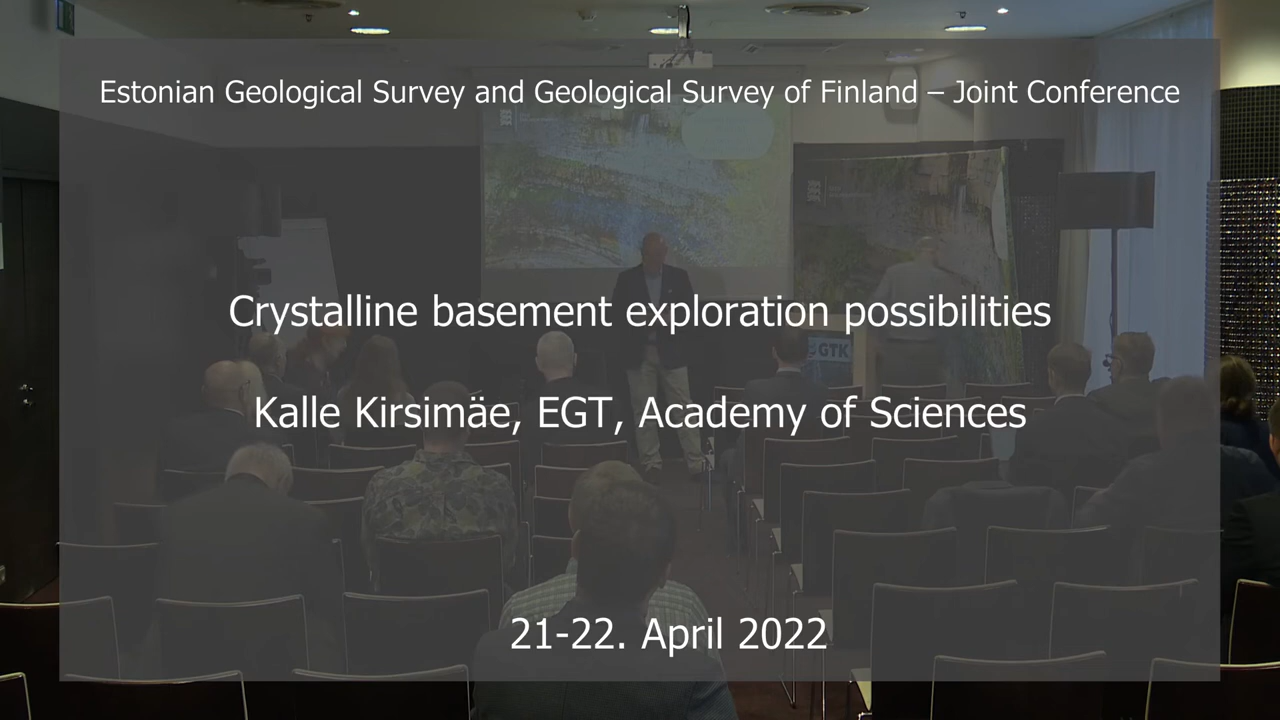 Estonian Geological Survey and Geological Survey of Finland – Joint Conference
Crystalline basement exploration possibilities
GTK
Kalle Kirsimäe, EGT, Academy of Sciences
21-22. April 2022